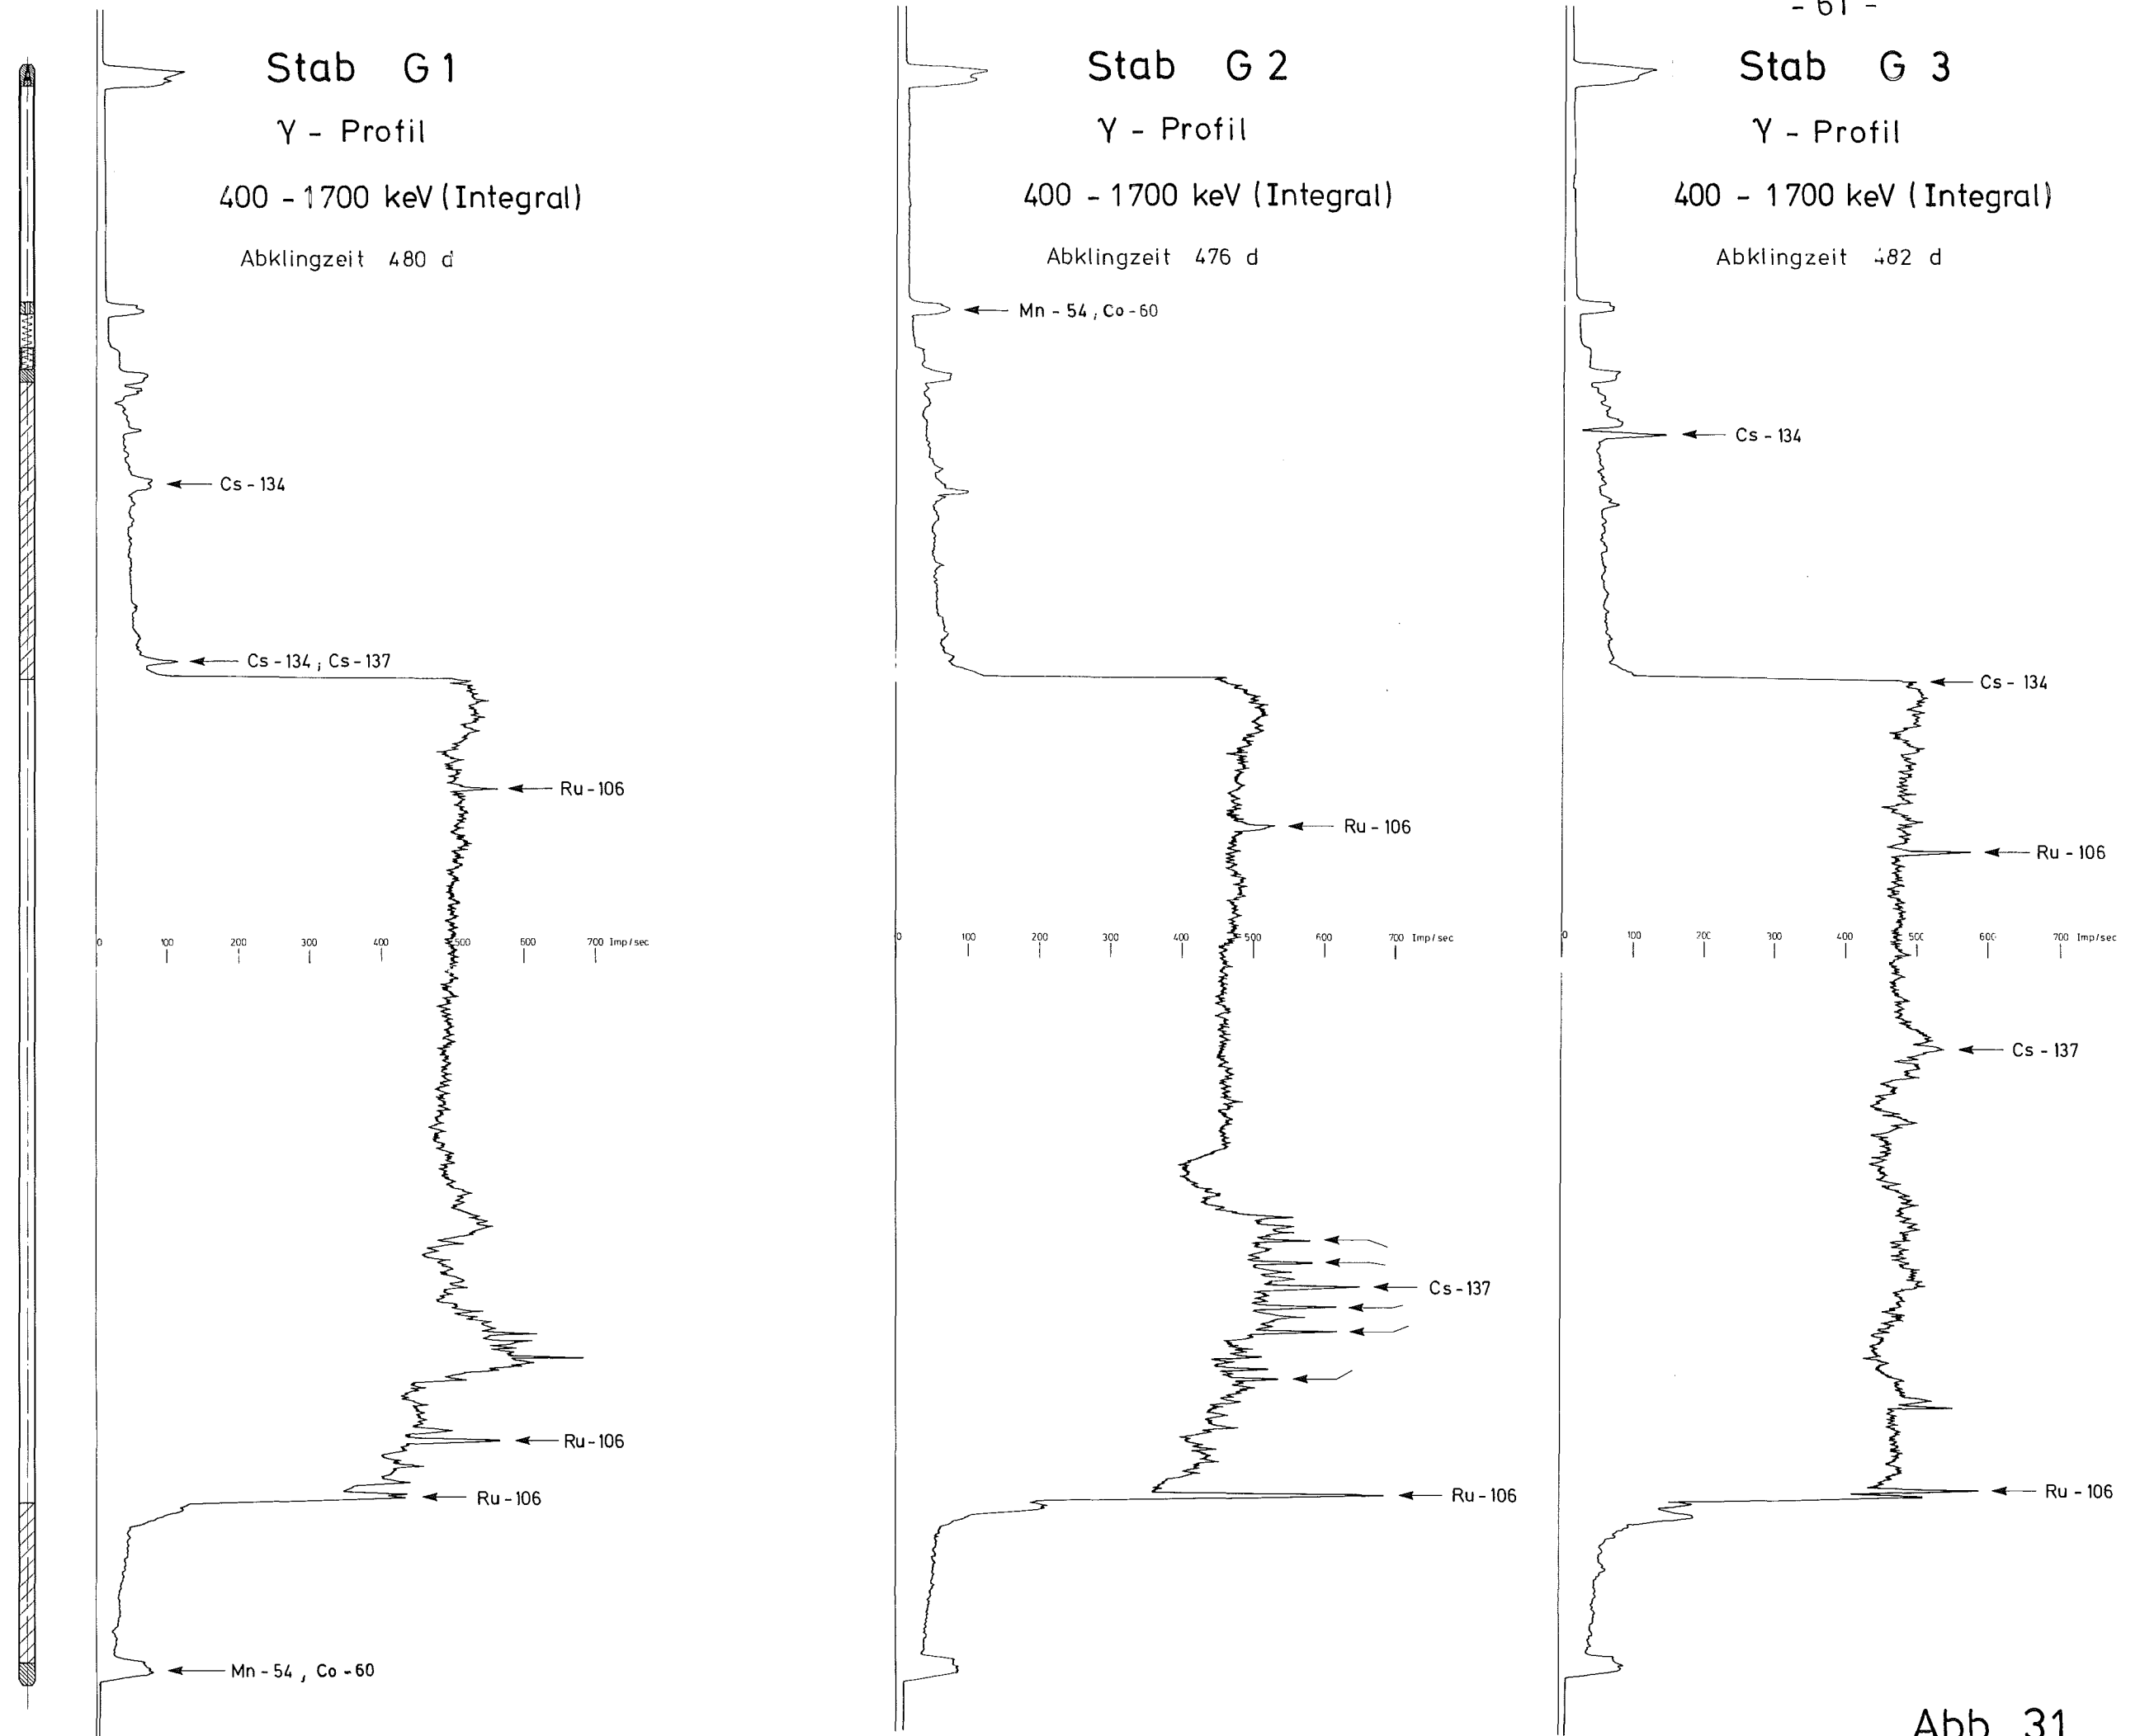 - 61 -
Stab G 1
γ - Profil
400 - 1700 keV (Integral)
Abklingzeit 480 d
Cs - 134
Cs - 134 ; Cs - 137
Ru - 106
0 100 200 300 400 500 600 700 Imp/sec
Ru - 106
Ru - 106
Mn - 54 , Co - 60
Stab G 2
γ - Profil
400 - 1700 keV (Integral)
Abklingzeit 476 d
Mn - 54 , Co - 60
Ru - 106
0 100 200 300 400 500 600 700 Imp/sec
Cs - 137
Ru - 106
Stab G 3
γ - Profil
400 - 1700 keV (Integral)
Abklingzeit 482 d
Cs - 134
Cs - 134
Ru - 106
0 100 200 300 400 500 600 700 Imp/sec
Cs - 137
Ru - 106
Abb. 31